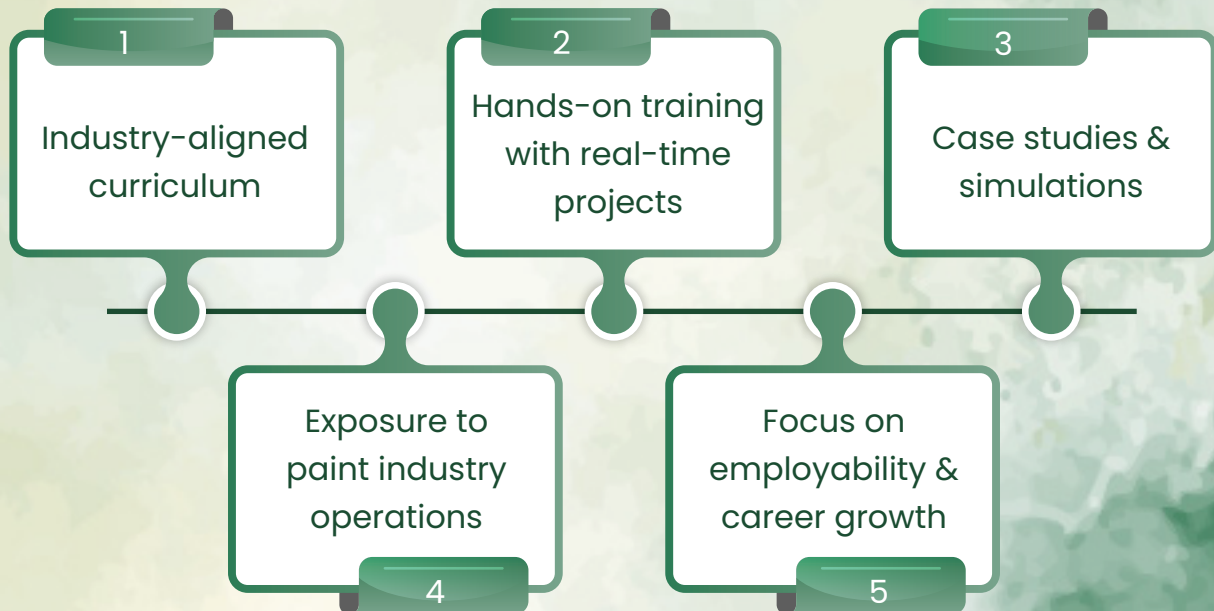 1
Industry-aligned
curriculum
2
Hands-on training
with real-time
projects
3
Case studies &
simulations
Exposure to
paint industry
operations
4
Focus on
employability &
career growth
5